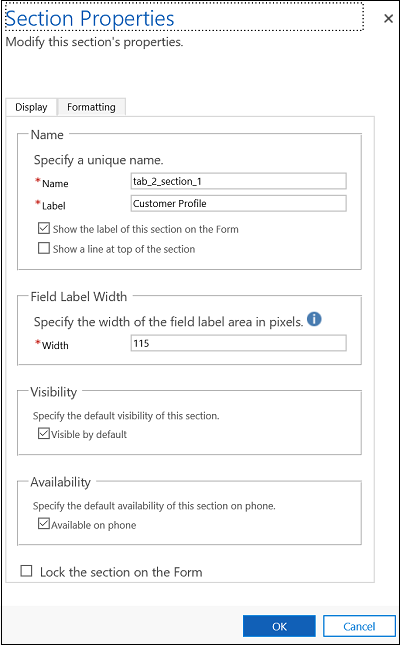 Section Properties
Modify this section's properties.
Display Formatting
Name
Specify a unique name.
*Name tab_2_section_1
*Label Customer Profile
Show the label of this section on the Form
Show a line at top of the section
Field Label Width
Specify the width of the field label area in pixels.
*Width 115
Visibility
Specify the default visibility of this section.
Visible by default
Availability
Specify the default availability of this section on phone.
Available on phone
Lock the section on the Form
OK Cancel